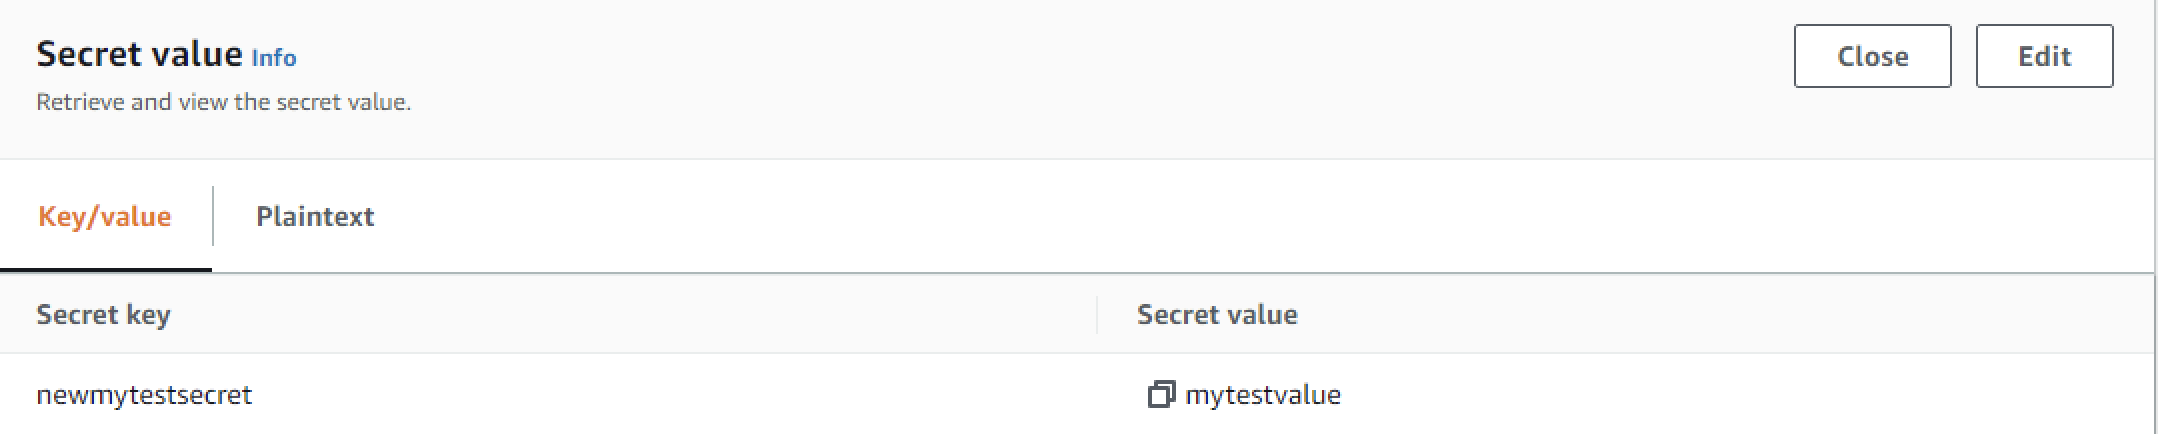 Secret value Info
Close
Edit
Retrieve and view the secret value.
Key/value
Plaintext
Secret key
Secret value
newmytestsecret
mytestvalue